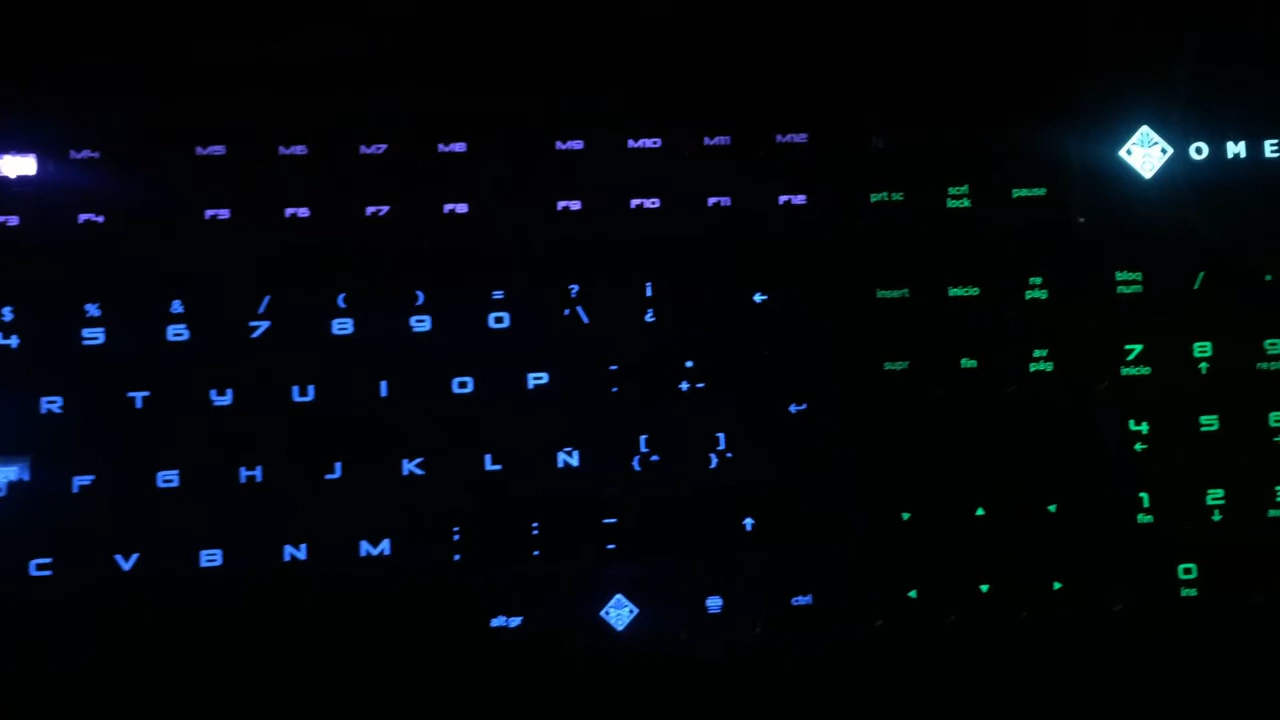 M4 M5 M6 M7 M8 M9 M10 M11 M12
OME
F3 F4 F5 F6 F7 F8 F9 F10 F11 F12 prt sc scrl lock pause
$ % & / ( ) = ? ¡
4 5 6 7 8 9 0 ' \ ¿ ← insert inicio re pág bloq num /
R T Y U I O P + - supr fin av pág 7 inicio 8 ↑ 9
F G H J K L Ñ [ { ^ ] } ↵ 4 ← 5 6
C V B N M ; : _ - ↑ 1 fin 2 ↓
alt gr ctrl 0 ins